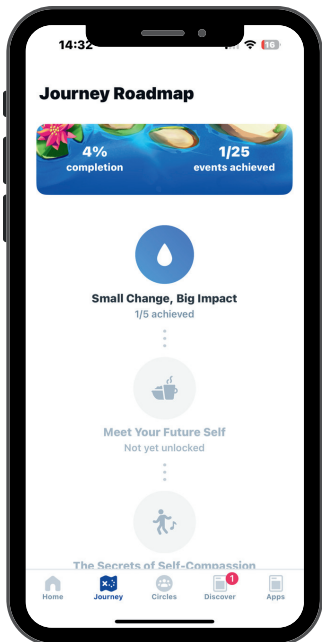 14:32
16
Journey Roadmap
4%
completion
1/25
events achieved
Small Change, Big Impact
1/5 achieved
Meet Your Future Self
Not yet unlocked
The Secrets of Self-Compassion
1
Home
Journey
Circles
Discover
Apps